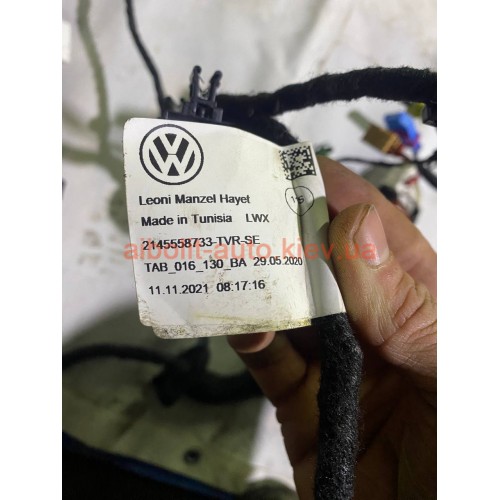 Leoni Manzel Hayet
Made in Tunisia LWX
2145558733-TVR-SE
albolit-auto.kiev.ua
TAB_016_130_BA 29.05.2020
11.11.2021 08:17:16